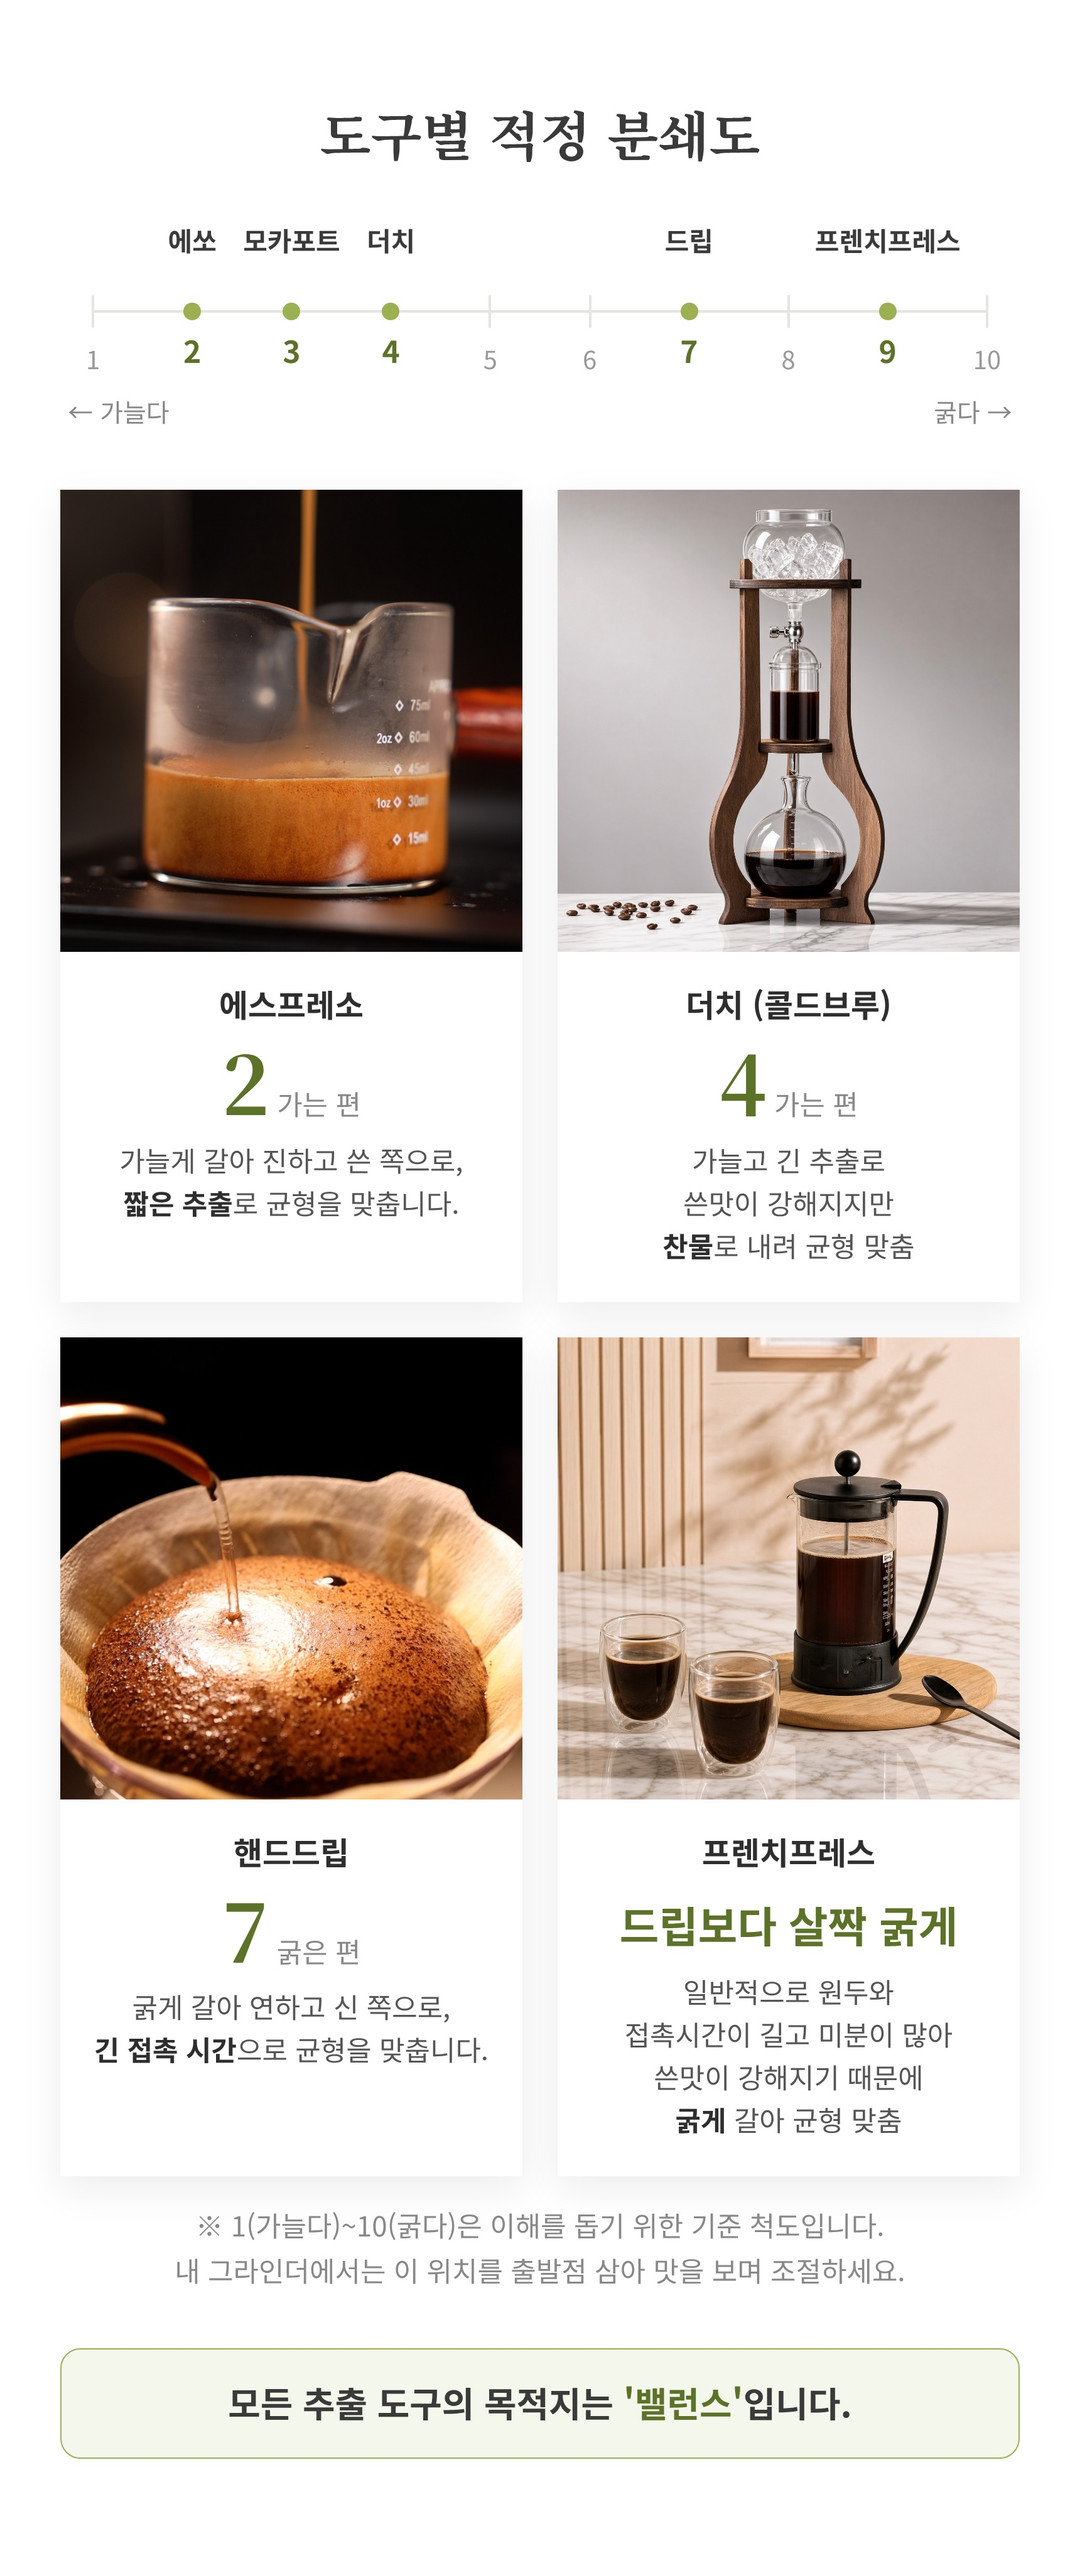 도구별 적정 분쇄도
에쏘 모카포트 더치 드립 프렌치프레스
1 2 3 4 5 6 7 8 9 10
← 가늘다 굵다 →
75ml
2oz 60ml
45ml
1oz 30ml
15ml
에스프레소
2 가는 편
가늘게 갈아 진하고 쓴 쪽으로,
짧은 추출로 균형을 맞춥니다.
더치 (콜드브루)
4 가는 편
가늘고 긴 추출로
쓴맛이 강해지지만
찬물로 내려 균형 맞춤
핸드드립
7 굵은 편
굵게 갈아 연하고 신 쪽으로,
긴 접촉 시간으로 균형을 맞춥니다.
프렌치프레스
드립보다 살짝 굵게
일반적으로 원두와
접촉시간이 길고 미분이 많아
쓴맛이 강해지기 때문에
굵게 갈아 균형 맞춤
※ 1(가늘다)~10(굵다)은 이해를 돕기 위한 기준 척도입니다.
내 그라인더에서는 이 위치를 출발점 삼아 맛을 보며 조절하세요.
모든 추출 도구의 목적지는 '밸런스'입니다.